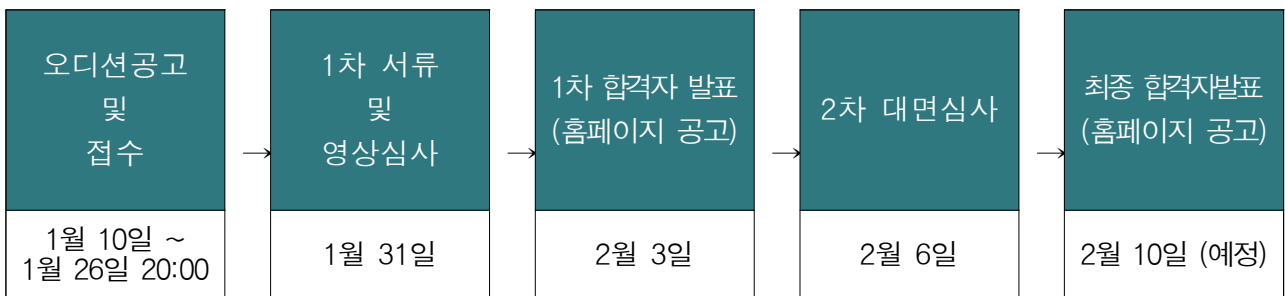 오디션공고
및
접수
1월 10일 ~
1월 26일 20:00
→
1차 서류
및
영상심사
1월 31일
→
1차 합격자 발표
(홈페이지 공고)
2월 3일
→
2차 대면심사
2월 6일
→
최종 합격자발표
(홈페이지 공고)
2월 10일 (예정)